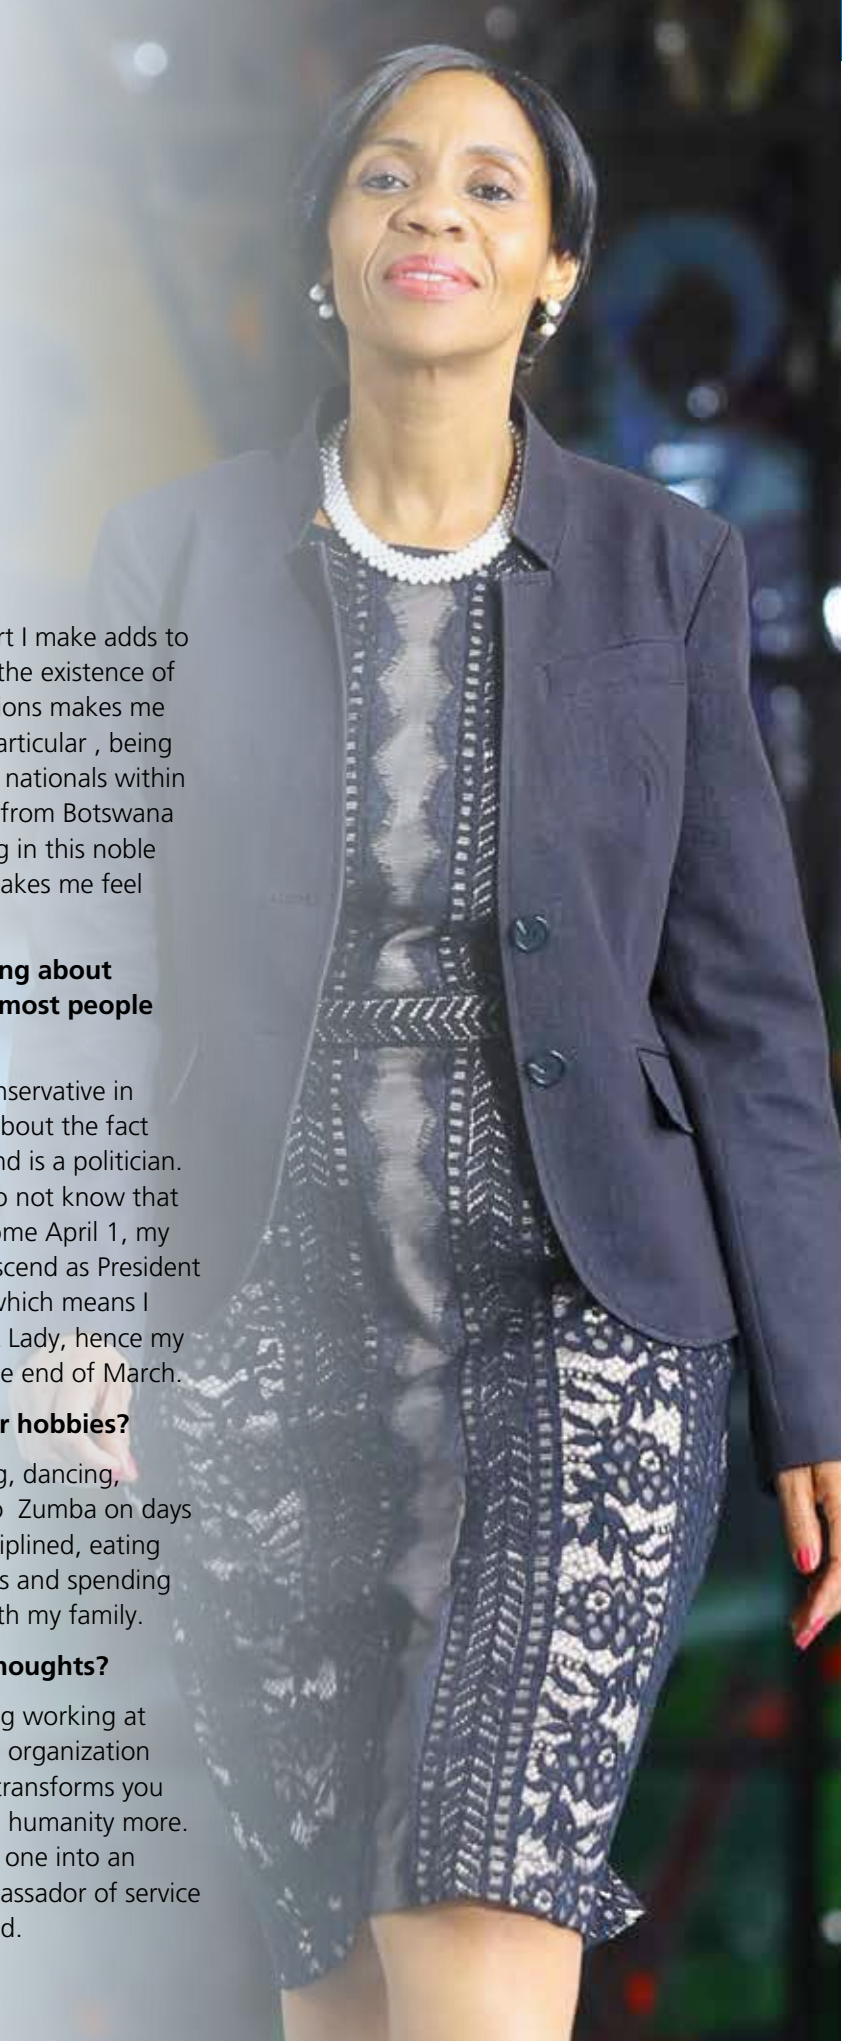 rt I make adds to
the existence of
ions makes me
articular , being
nationals within
from Botswana
g in this noble
akes me feel
ng about
most people
nservative in
bout the fact
nd is a politician.
o not know that
ome April 1, my
scend as President
which means I
Lady, hence my
e end of March.
r hobbies?
g, dancing,
o Zumba on days
iplined, eating
s and spending
th my family.
houghts?
g working at
organization
transforms you
humanity more.
one into an
assador of service
d.